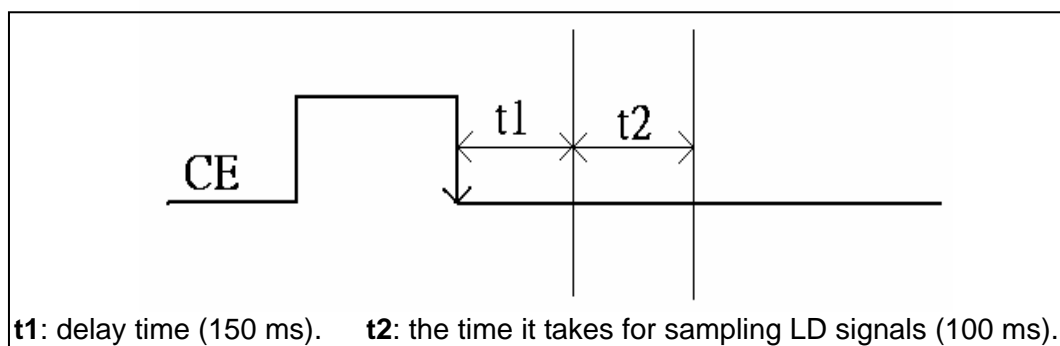 t1 t2
CE
t1: delay time (150 ms). t2: the time it takes for sampling LD signals (100 ms).